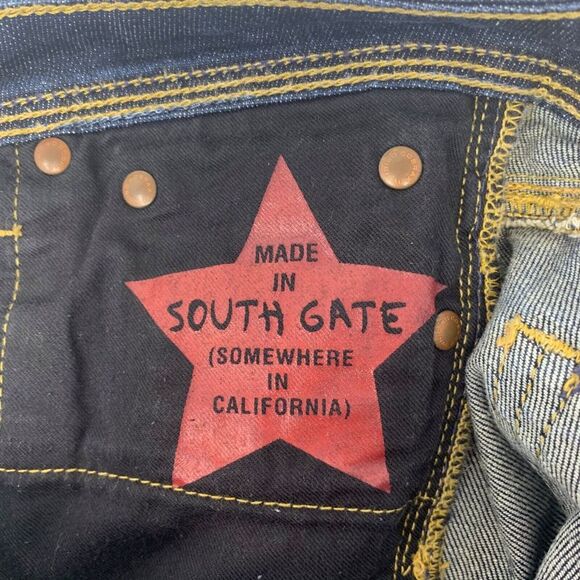 MADE
IN
SOUTH GATE
(SOMEWHERE
IN
CALIFORNIA)